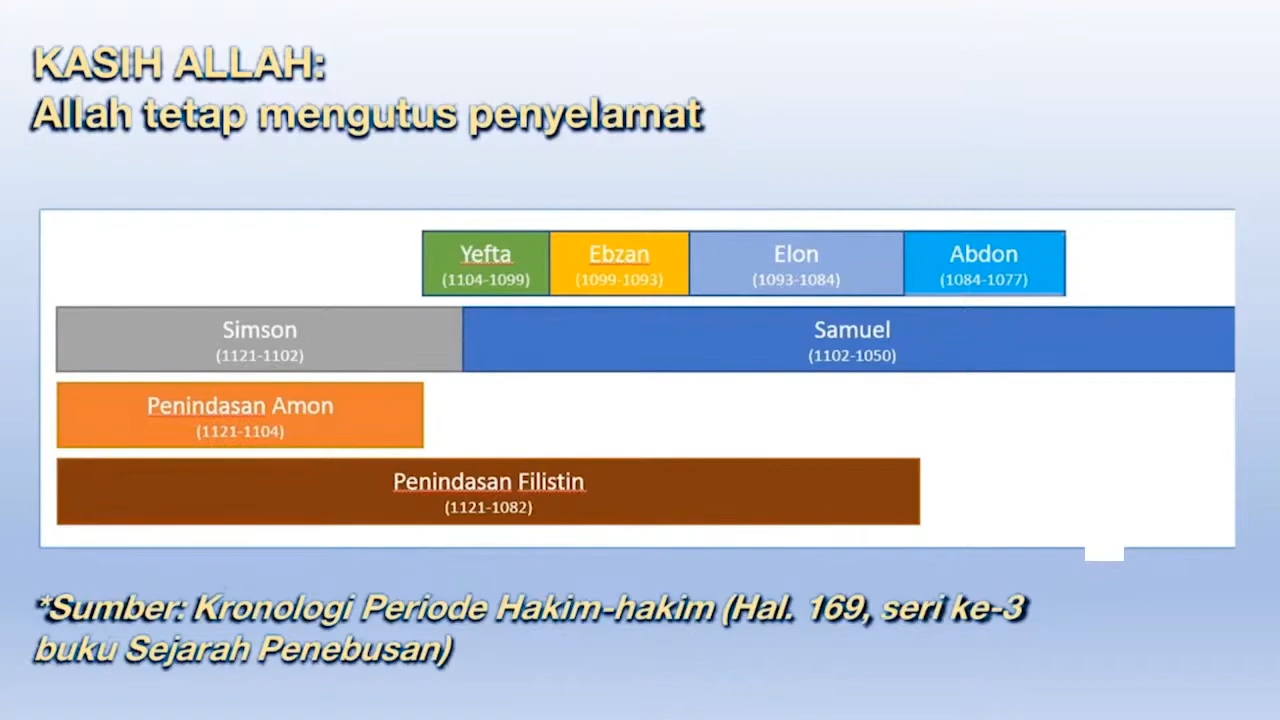 KASIH ALLAH:
Allah tetap mengutus penyelamat
Yefta
(1104-1099)
Ebzan
(1099-1093)
Elon
(1093-1084)
Abdon
(1084-1077)
Simson
(1121-1102)
Samuel
(1102-1050)
Penindasan Amon
(1121-1104)
Penindasan Filistin
(1121-1082)
*Sumber: Kronologi Periode Hakim-hakim (Hal. 169, seri ke-3
buku Sejarah Penebusan)